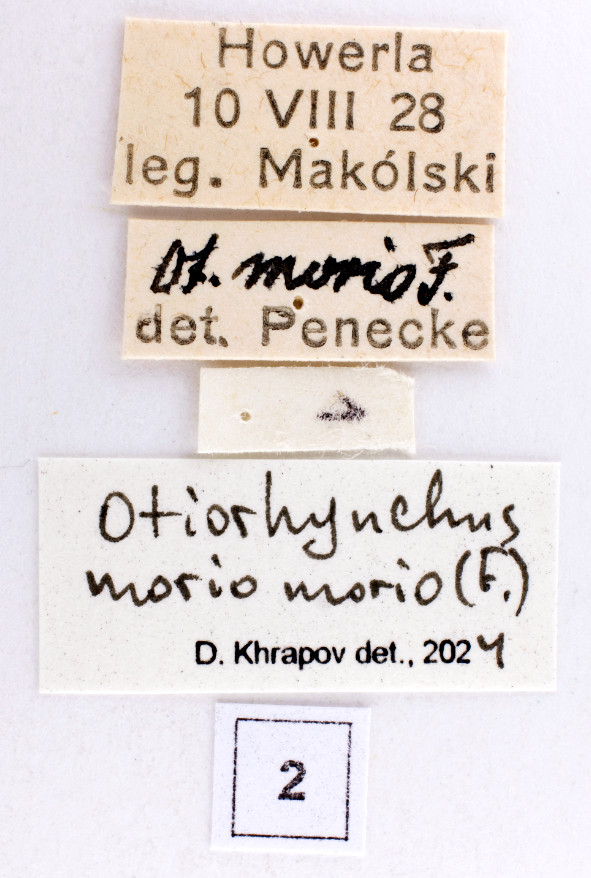 Howerla
10 VIII 28
leg. Makólski
Ot. morio F.
det. Penecke
Otiorhynchus
morio morio (F.)
D. Khrapov det., 2024
2